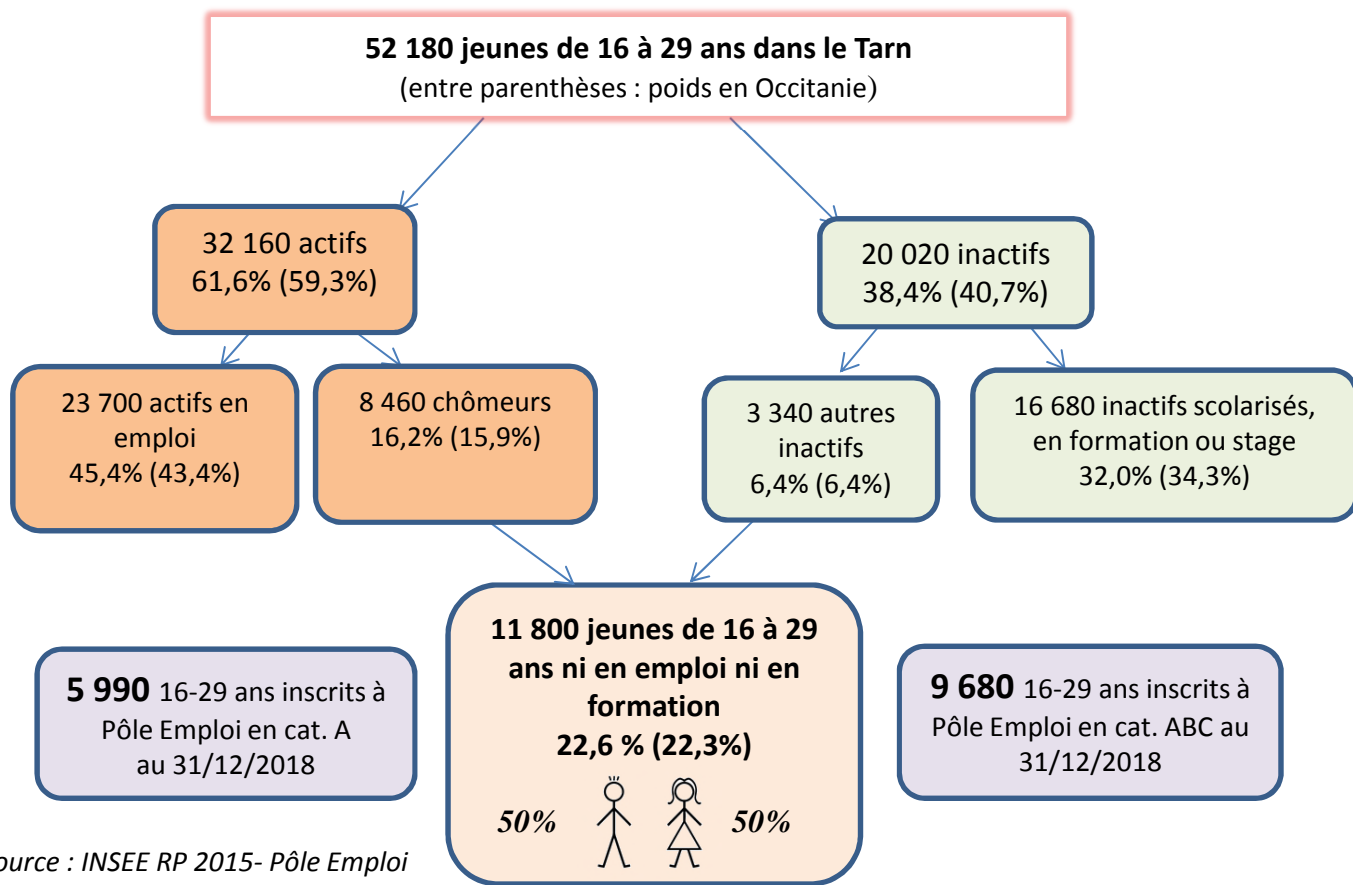 52 180 jeunes de 16 à 29 ans dans le Tarn
(entre parenthèses : poids en Occitanie)
32 160 actifs
61,6% (59,3%)
20 020 inactifs
38,4% (40,7%)
23 700 actifs en
emploi
45,4% (43,4%)
8 460 chômeurs
16,2% (15,9%)
3 340 autres
inactifs
6,4% (6,4%)
16 680 inactifs scolarisés,
en formation ou stage
32,0% (34,3%)
5 990 16-29 ans inscrits à
Pôle Emploi en cat. A
au 31/12/2018
11 800 jeunes de 16 à 29
ans ni en emploi ni en
formation
22,6 % (22,3%)
50% 50%
9 680 16-29 ans inscrits à
Pôle Emploi en cat. ABC au
31/12/2018
ource : INSEE RP 2015- Pôle Emploi